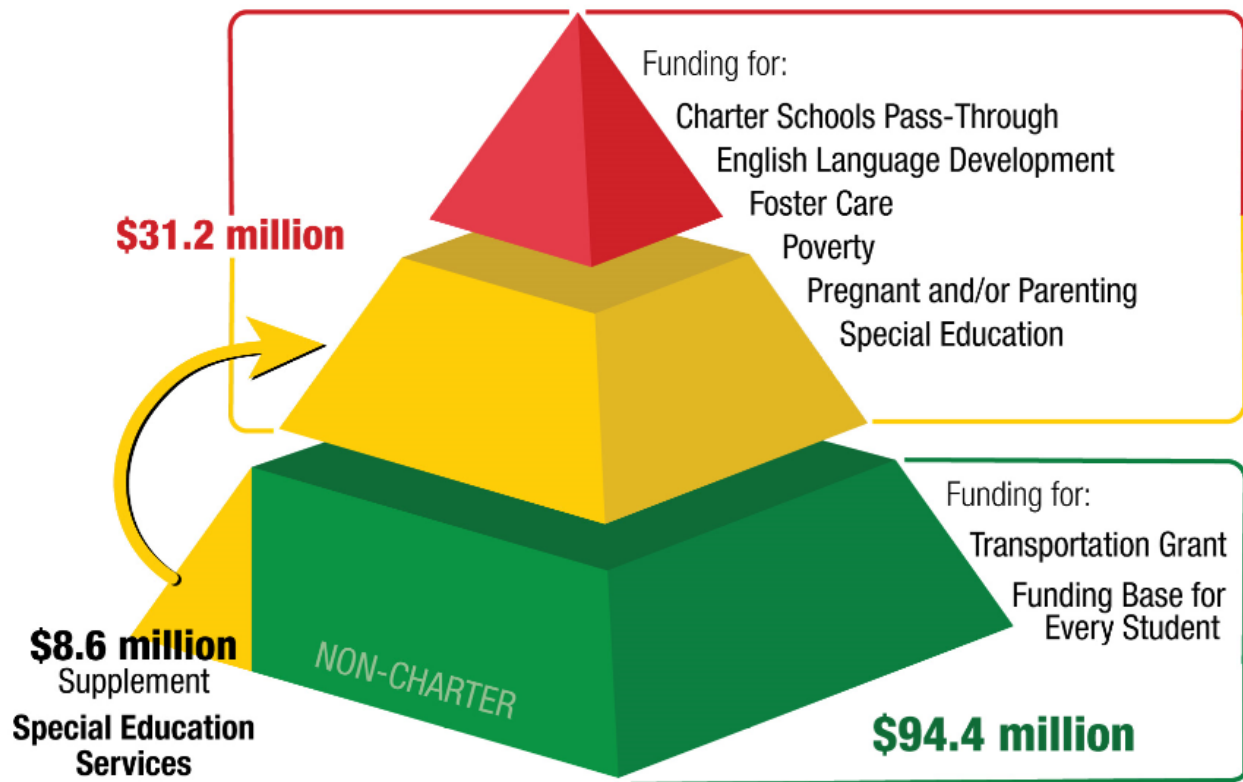 Funding for:
Charter Schools Pass-Through
English Language Development
Foster Care
Poverty
Pregnant and/or Parenting
Special Education
$31.2 million
Funding for:
Transportation Grant
Funding Base for
Every Student
$8.6 million
Supplement
Special Education
Services
NON-CHARTER
$94.4 million